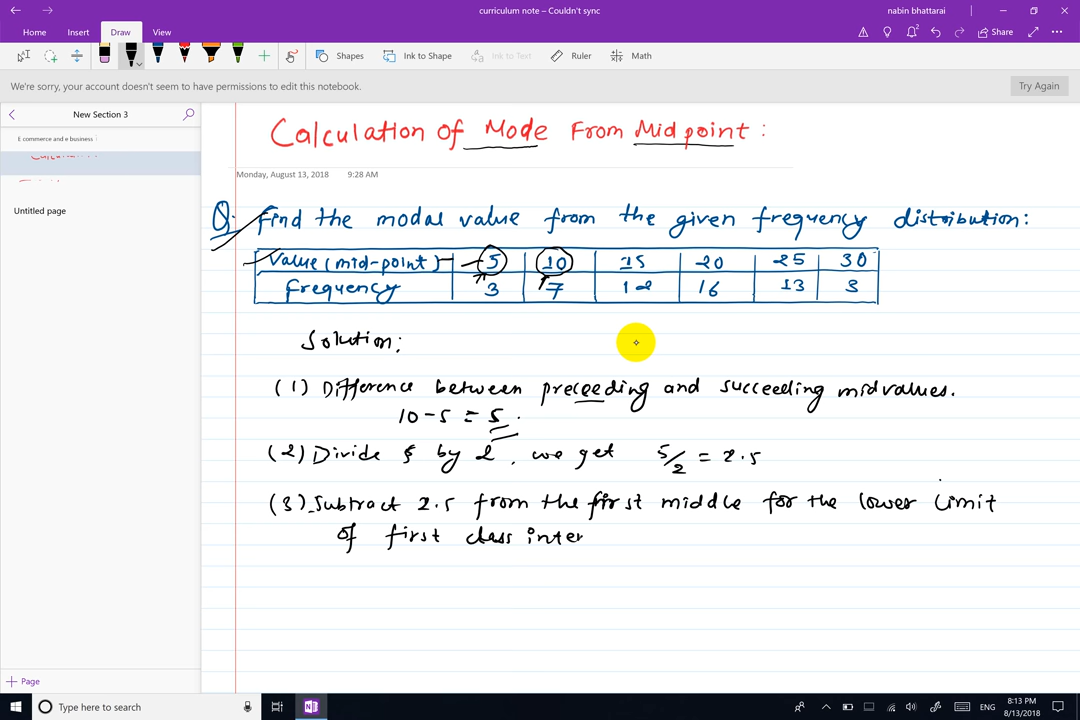 curriculum note – Couldn't sync
nabin bhattarai
Home Insert Draw View
Share
Shapes Ink to Shape Ink to Text Ruler Math
We're sorry, your account doesn't seem to have permissions to edit this notebook.
Try Again
New Section 3
E commerce and e business
Untitled page
Page
Calculation of Mode From Midpoint :
Monday, August 13, 2018 9:28 AM
Q. Find the modal value from the given frequency distribution:
Value (mid-point) 5 10 15 20 25 30
frequency 3 7 12 16 13 3
Solution:
(1) Difference between preceeding and succeeding midvalues.
10-5 = 5.
(2) Divide 5 by 2, we get 5/2 = 2.5
(3) Subtract 2.5 from the first middle for the lower limit
of first class inter
Type here to search
ENG
8:13 PM
8/13/2018